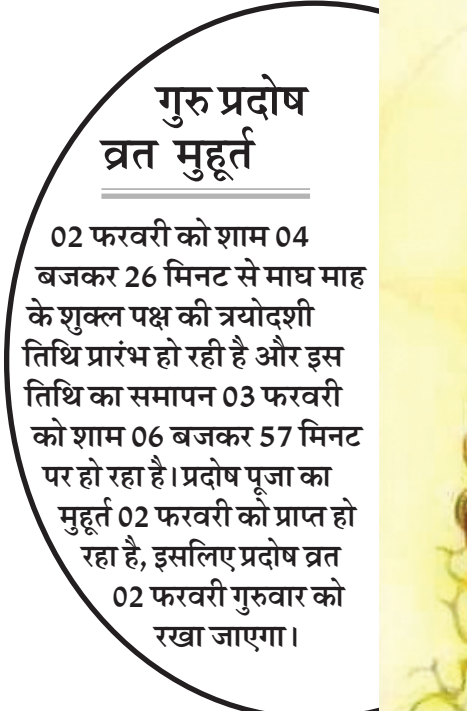 गुरु प्रदोष
व्रत मुहूर्त
02 फरवरी को शाम 04
बजकर 26 मिनट से माघ माह
के शुक्ल पक्ष की त्रयोदशी
तिथि प्रारंभ हो रही है और इस
तिथि का समापन 03 फरवरी
को शाम 06 बजकर 57 मिनट
पर हो रहा है। प्रदोष पूजा का
मुहूर्त 02 फरवरी को प्राप्त हो
रहा है, इसलिए प्रदोष व्रत
02 फरवरी गुरुवार को
रखा जाएगा।